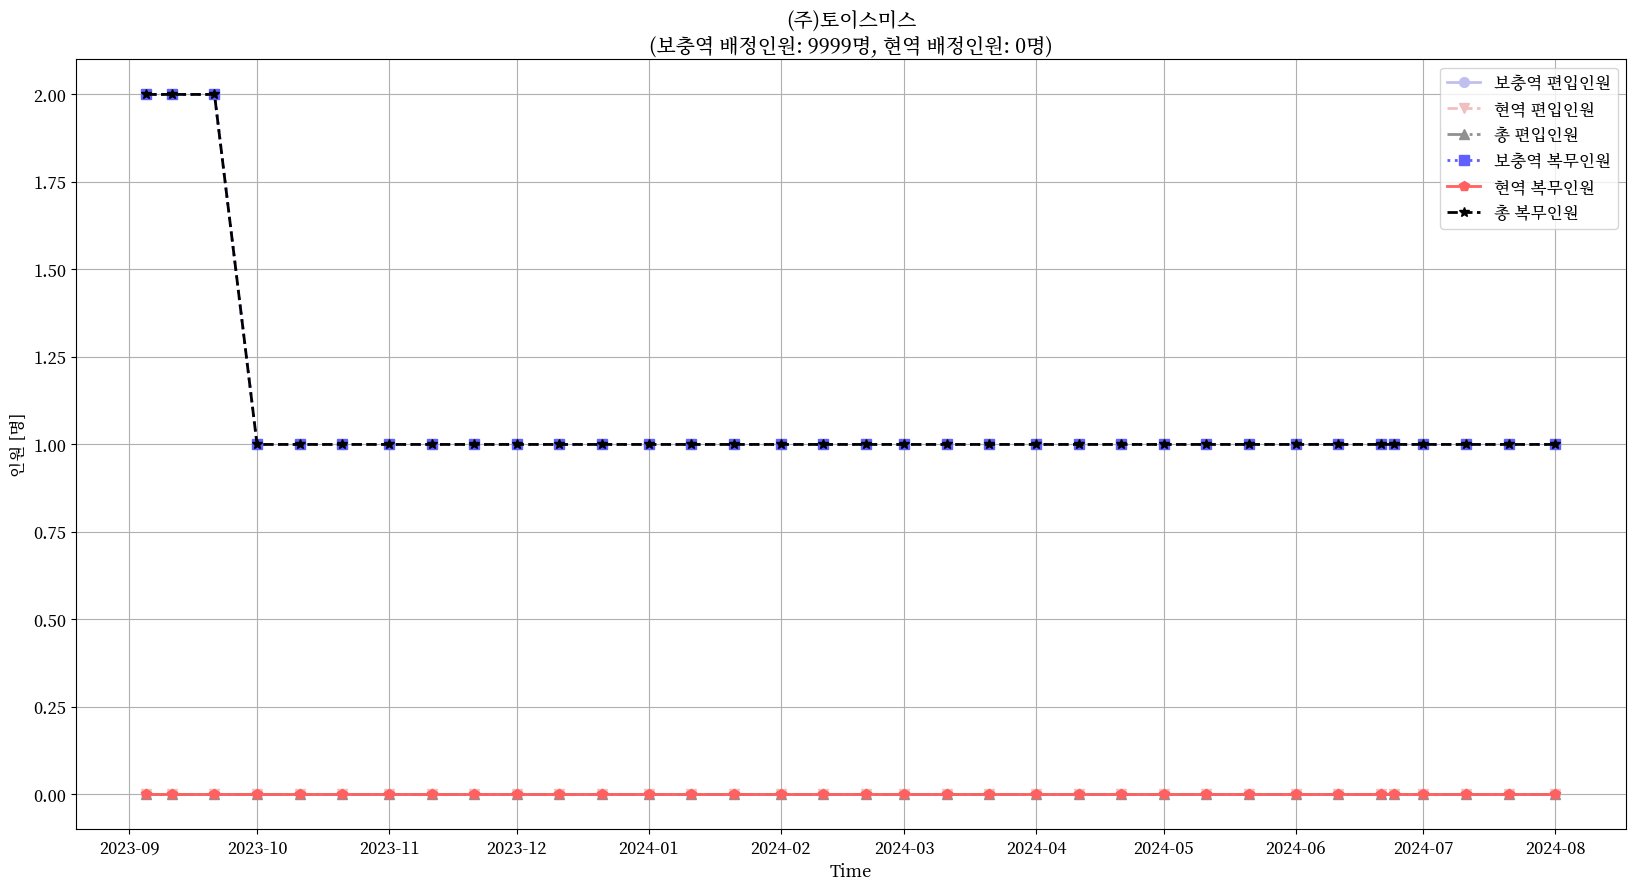 (주)토이스미스
(보충역 배정인원: 9999명, 현역 배정인원: 0명)
보충역 편입인원
현역 편입인원
총 편입인원
보충역 복무인원
현역 복무인원
총 복무인원
인원 [명]
2.00
1.75
1.50
1.25
1.00
0.75
0.50
0.25
0.00
2023-09 2023-10 2023-11 2023-12 2024-01 2024-02 2024-03 2024-04 2024-05 2024-06 2024-07 2024-08
Time